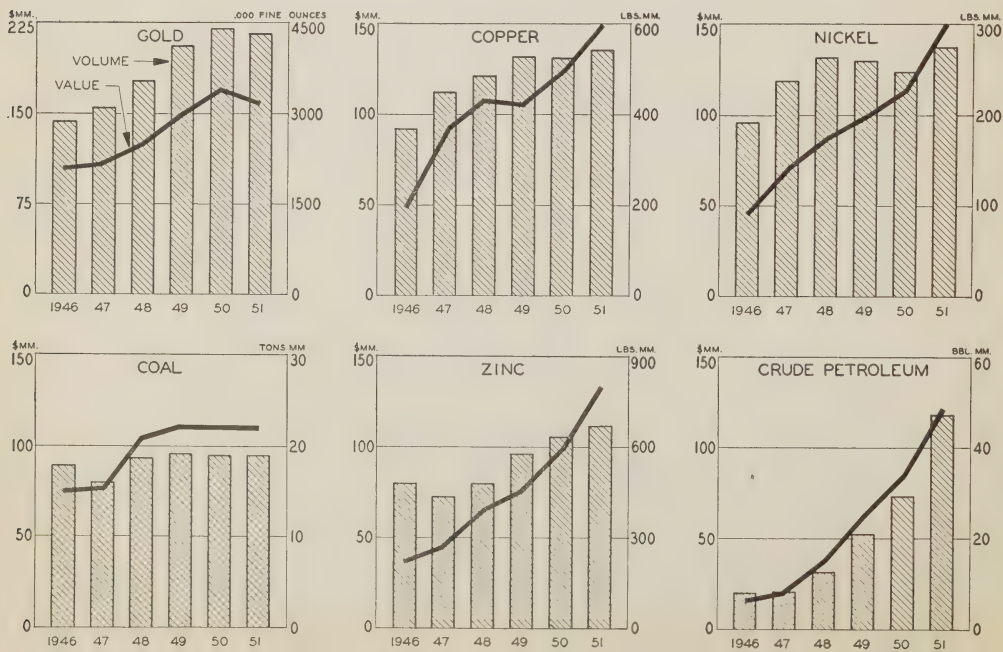 $MM. .000 FINE OUNCES
GOLD
VOLUME
VALUE
225
.150
75
0
4500
3000
1500
0
1946 47 48 49 50 51
$MM. LBS. MM.
COPPER
150
100
50
0
600
400
200
0
1946 47 48 49 50 51
$MM. LBS. MM.
NICKEL
150
100
50
0
300
200
100
0
1946 47 48 49 50 51
$MM. TONS MM
COAL
150
100
50
0
30
20
10
0
1946 47 48 49 50 51
$MM. LBS. MM.
ZINC
150
100
50
0
900
600
300
0
1946 47 48 49 50 51
$MM. BBL. MM.
CRUDE PETROLEUM
150
100
50
0
60
40
20
0
1946 47 48 49 50 51